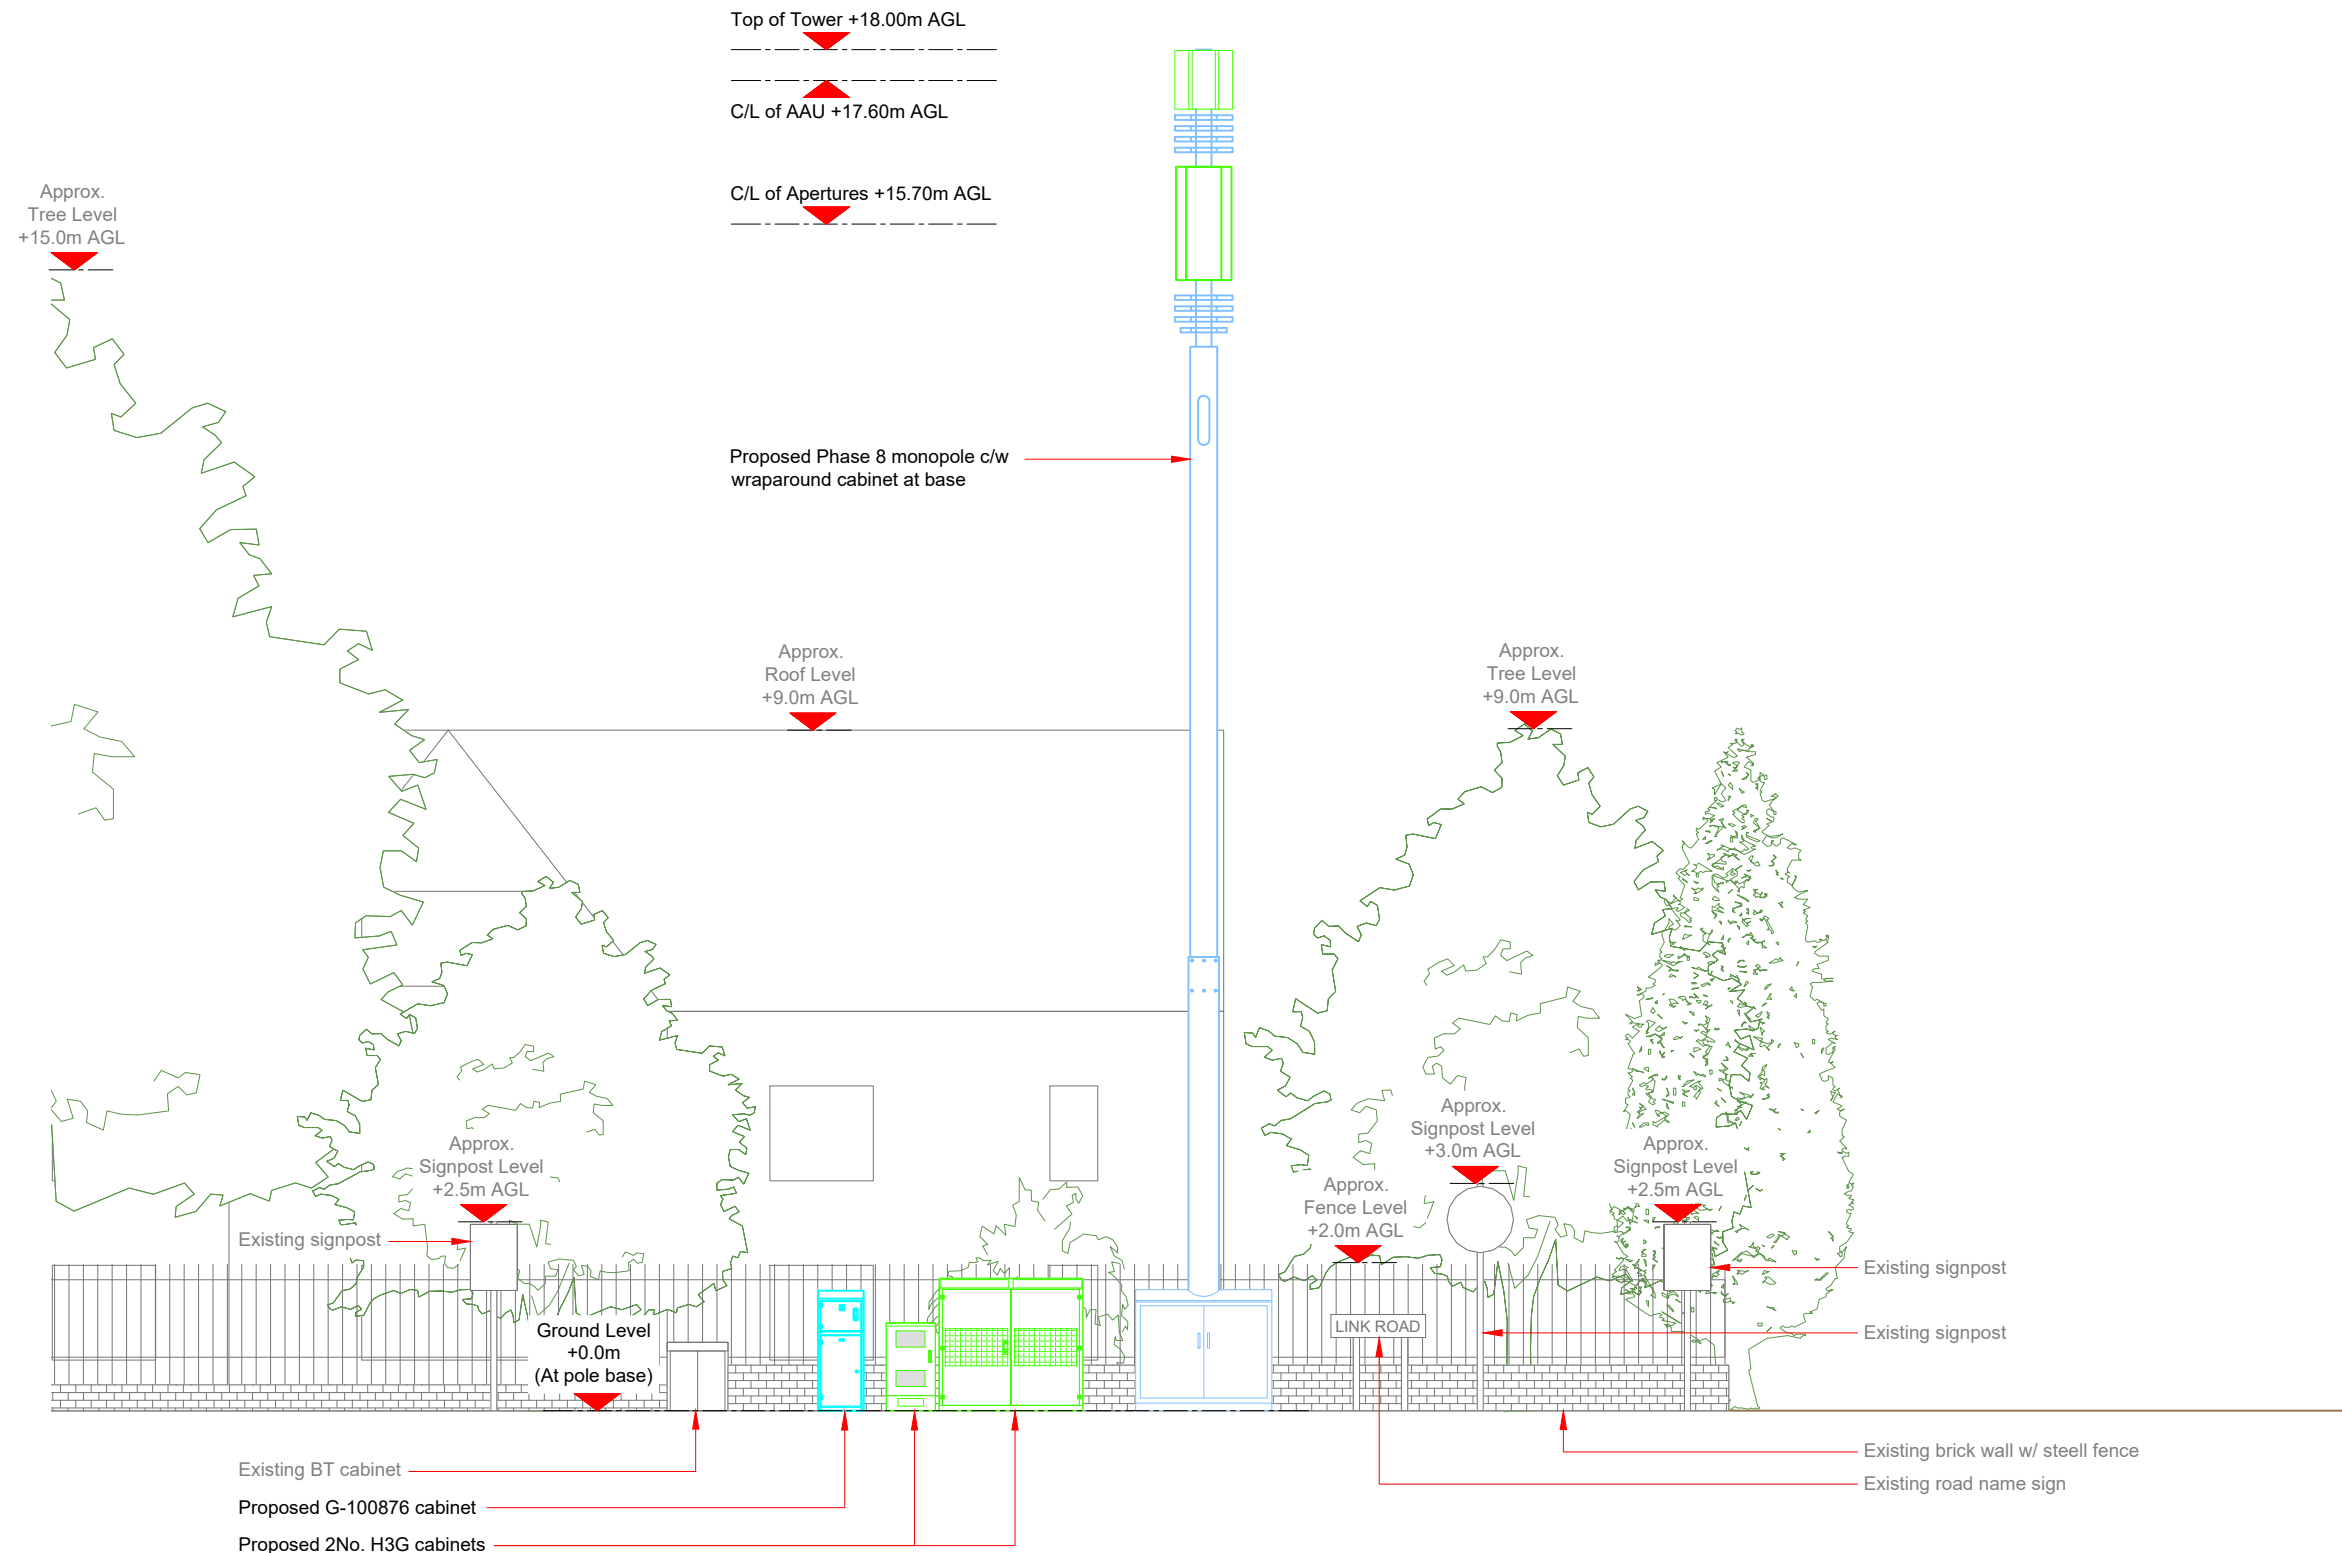 Top of Tower +18.00m AGL
C/L of AAU +17.60m AGL
C/L of Apertures +15.70m AGL
Approx.
Tree Level
+15.0m AGL
Proposed Phase 8 monopole c/w
wraparound cabinet at base
Approx.
Roof Level
+9.0m AGL
Approx.
Tree Level
+9.0m AGL
Approx.
Signpost Level
+2.5m AGL
Approx.
Signpost Level
+3.0m AGL
Approx.
Signpost Level
+2.5m AGL
Approx.
Fence Level
+2.0m AGL
Existing signpost
Existing signpost
Existing signpost
LINK ROAD
Ground Level
+0.0m
(At pole base)
Existing BT cabinet
Proposed G-100876 cabinet
Proposed 2No. H3G cabinets
Existing brick wall w/ steell fence
Existing road name sign